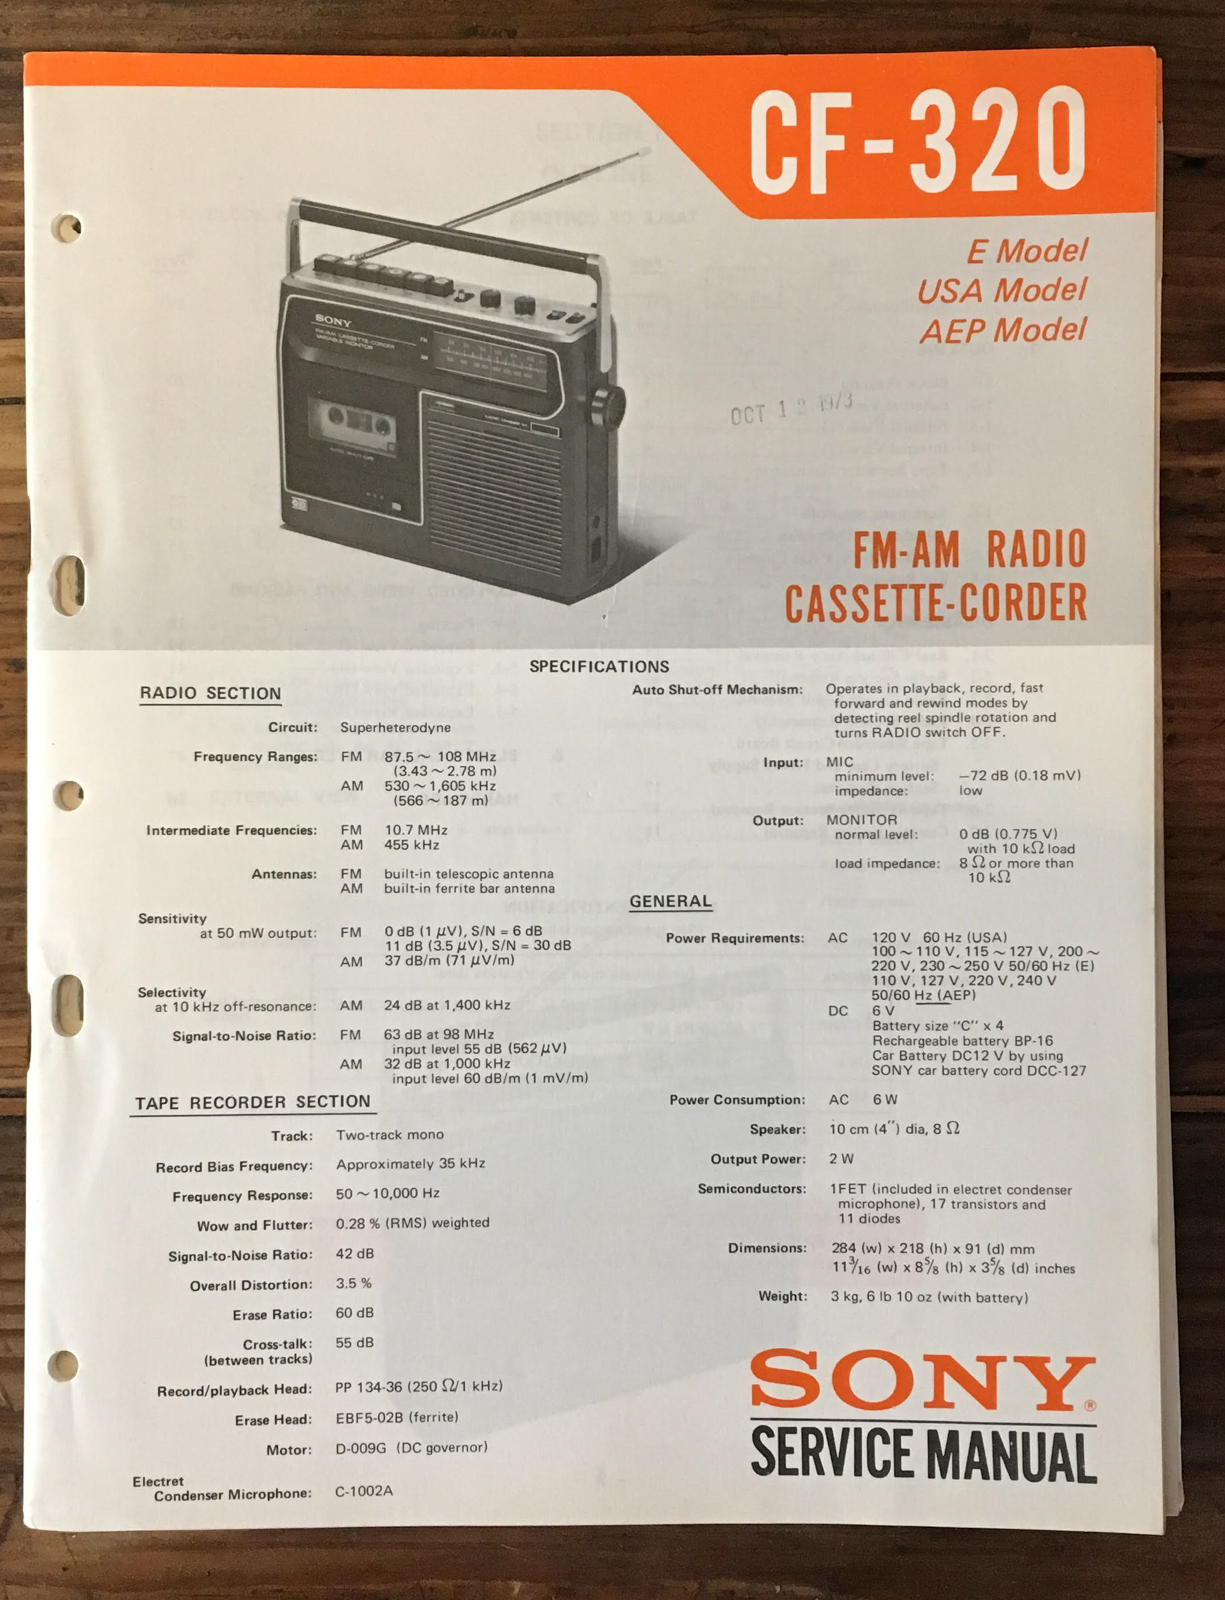 CF-320
E Model
USA Model
AEP Model
SONY
FM-AM CASSETTE-CORDER
VARIABLE MONITOR
FM
AM
OCT 12 1973
FM-AM RADIO
CASSETTE-CORDER
SPECIFICATIONS
RADIO SECTION
Circuit: Superheterodyne
Frequency Ranges: FM 87.5 ~ 108 MHz
(3.43 ~ 2.78 m)
AM 530 ~ 1,605 kHz
(566 ~ 187 m)
Intermediate Frequencies: FM 10.7 MHz
AM 455 kHz
Antennas: FM built-in telescopic antenna
AM built-in ferrite bar antenna
Sensitivity
at 50 mW output: FM 0 dB (1 μV), S/N = 6 dB
11 dB (3.5 μV), S/N = 30 dB
AM 37 dB/m (71 μV/m)
Selectivity
at 10 kHz off-resonance: AM 24 dB at 1,400 kHz
Signal-to-Noise Ratio: FM 63 dB at 98 MHz
input level 55 dB (562 μV)
AM 32 dB at 1,000 kHz
input level 60 dB/m (1 mV/m)
TAPE RECORDER SECTION
Track: Two-track mono
Record Bias Frequency: Approximately 35 kHz
Frequency Response: 50 ~ 10,000 Hz
Wow and Flutter: 0.28 % (RMS) weighted
Signal-to-Noise Ratio: 42 dB
Overall Distortion: 3.5 %
Erase Ratio: 60 dB
Cross-talk: 55 dB
(between tracks)
Record/playback Head: PP 134-36 (250 Ω/1 kHz)
Erase Head: EBF5-02B (ferrite)
Motor: D-009G (DC governor)
Electret
Condenser Microphone: C-1002A
Auto Shut-off Mechanism: Operates in playback, record, fast
forward and rewind modes by
detecting reel spindle rotation and
turns RADIO switch OFF.
Input: MIC
minimum level: −72 dB (0.18 mV)
impedance: low
Output: MONITOR
normal level: 0 dB (0.775 V)
with 10 kΩ load
load impedance: 8 Ω or more than
10 kΩ
GENERAL
Power Requirements: AC 120 V 60 Hz (USA)
100 ~ 110 V, 115 ~ 127 V, 200 ~
220 V, 230 ~ 250 V 50/60 Hz (E)
110 V, 127 V, 220 V, 240 V
50/60 Hz (AEP)
DC 6 V
Battery size "C" x 4
Rechargeable battery BP-16
Car Battery DC12 V by using
SONY car battery cord DCC-127
Power Consumption: AC 6 W
Speaker: 10 cm (4″) dia, 8 Ω
Output Power: 2 W
Semiconductors: 1FET (included in electret condenser
microphone), 17 transistors and
11 diodes
Dimensions: 284 (w) x 218 (h) x 91 (d) mm
11 3/16 (w) x 8 5/8 (h) x 3 5/8 (d) inches
Weight: 3 kg, 6 lb 10 oz (with battery)
SONY®
SERVICE MANUAL